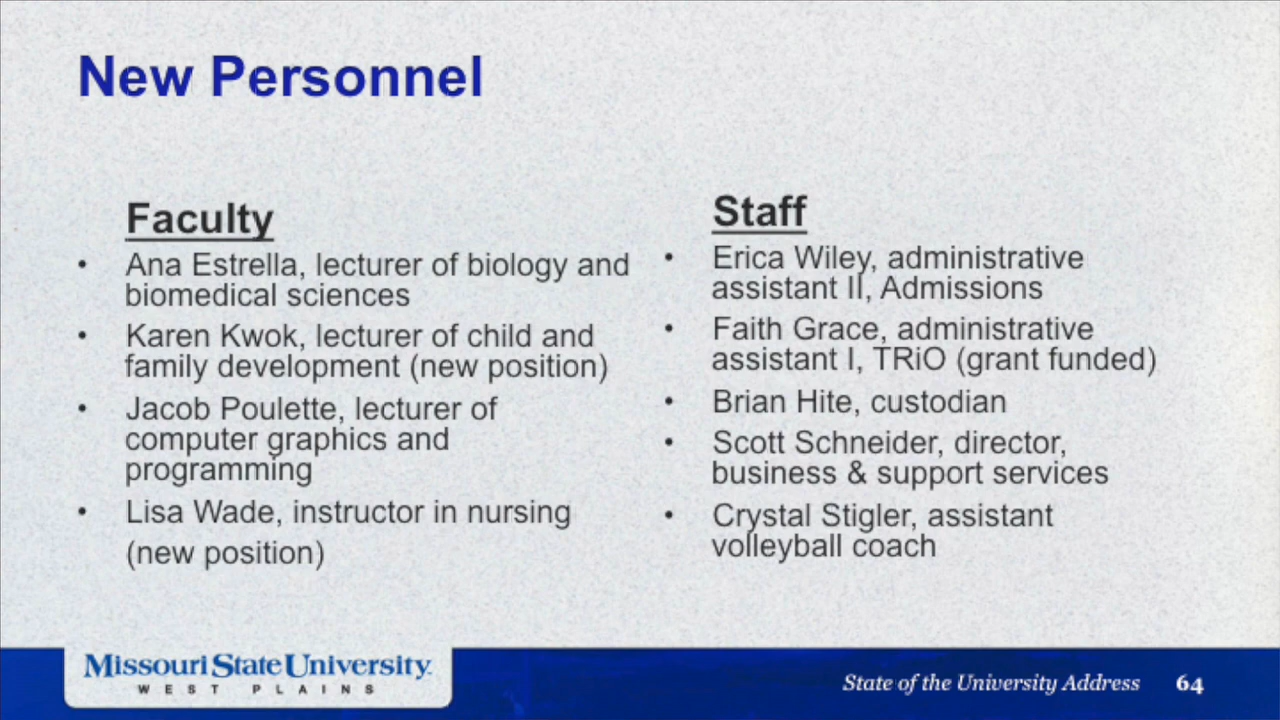 New Personnel
Faculty
• Ana Estrella, lecturer of biology and
biomedical sciences
• Karen Kwok, lecturer of child and
family development (new position)
• Jacob Poulette, lecturer of
computer graphics and
programming
• Lisa Wade, instructor in nursing
(new position)
Staff
• Erica Wiley, administrative
assistant II, Admissions
• Faith Grace, administrative
assistant I, TRiO (grant funded)
• Brian Hite, custodian
• Scott Schneider, director,
business & support services
• Crystal Stigler, assistant
volleyball coach
Missouri State University
WEST PLAINS
State of the University Address 64